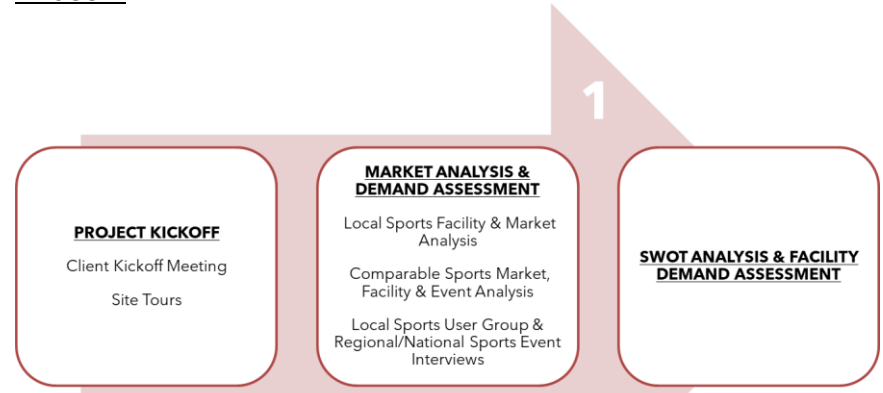 1
PROJECT KICKOFF
Client Kickoff Meeting
Site Tours
MARKET ANALYSIS &
DEMAND ASSESSMENT
Local Sports Facility & Market
Analysis
Comparable Sports Market,
Facility & Event Analysis
Local Sports User Group &
Regional/National Sports Event
Interviews
SWOT ANALYSIS & FACILITY
DEMAND ASSESSMENT